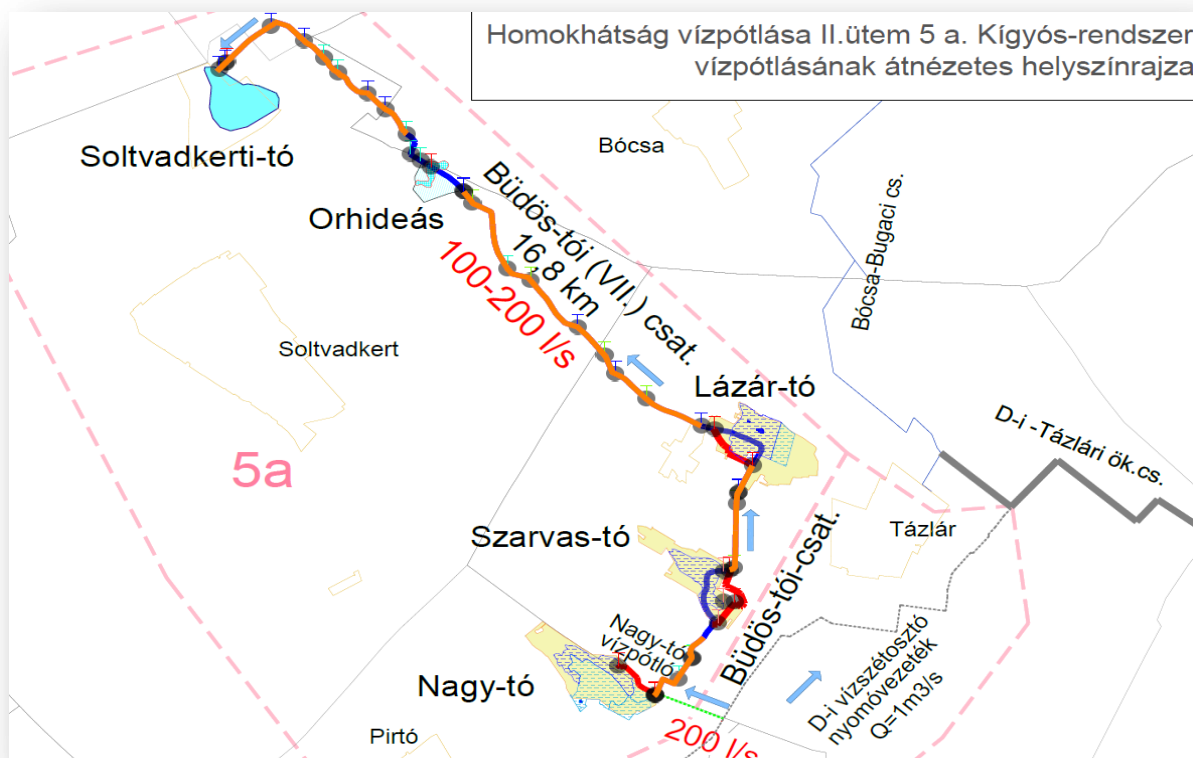 Homokhátság vízpótlása II.ütem 5 a. Kígyós-rendszer
vízpótlásának átnézetes helyszínrajza
Soltvadkerti-tó
Bócsa
Orhideás
Büdös-tói (VII.) csat.
16,8 km
100-200 l/s
Bócsa-Bugaci cs.
Soltvadkert
Lázár-tó
D-i -Tázlári ök.cs.
5a
Tázlár
Szarvas-tó
Büdös-tói-csat.
Nagy-tó
vízpótló
Nagy-tó
D-i vízszétosztó
nyomóvezeték
Q=1m3/s
Pirtó
200 l/s